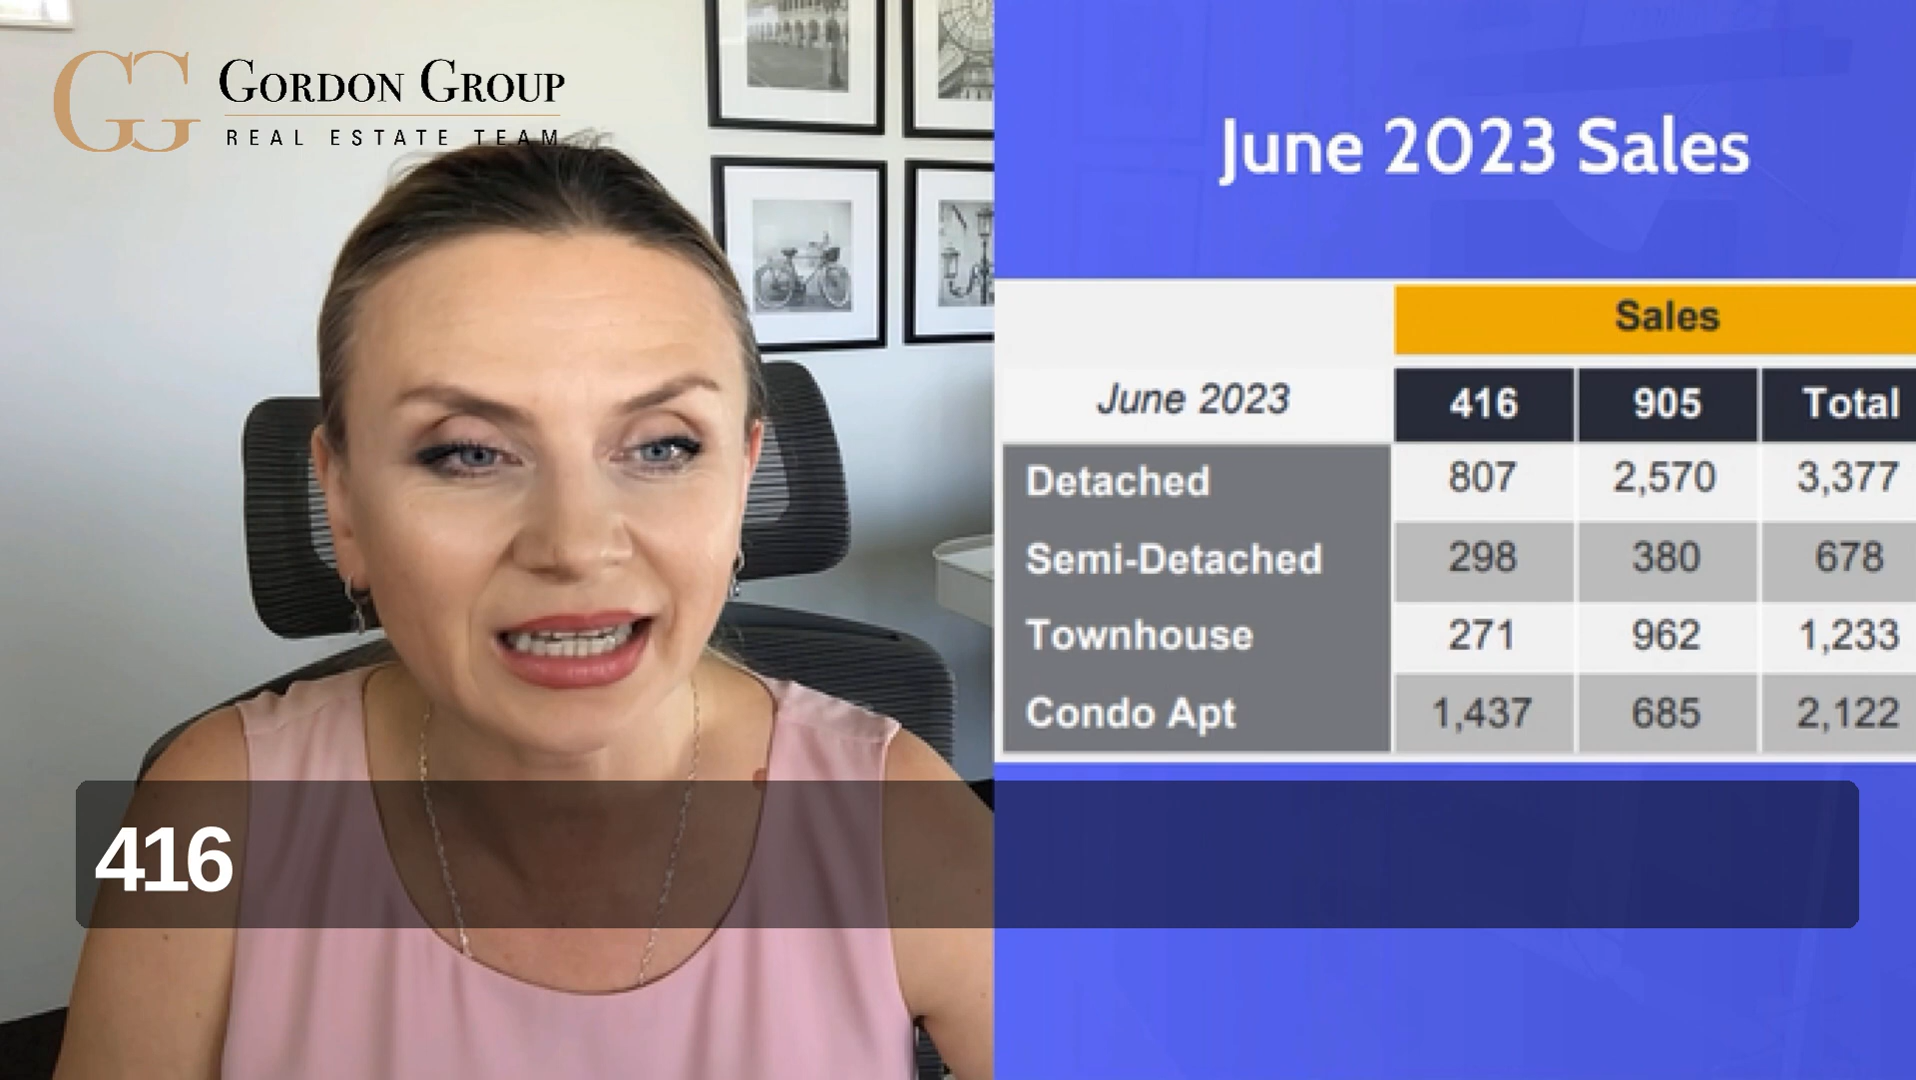 GORDON GROUP
REAL ESTATE TEAM
June 2023 Sales
Sales
June 2023 416 905 Total
Detached 807 2,570 3,377
Semi-Detached 298 380 678
Townhouse 271 962 1,233
Condo Apt 1,437 685 2,122
416